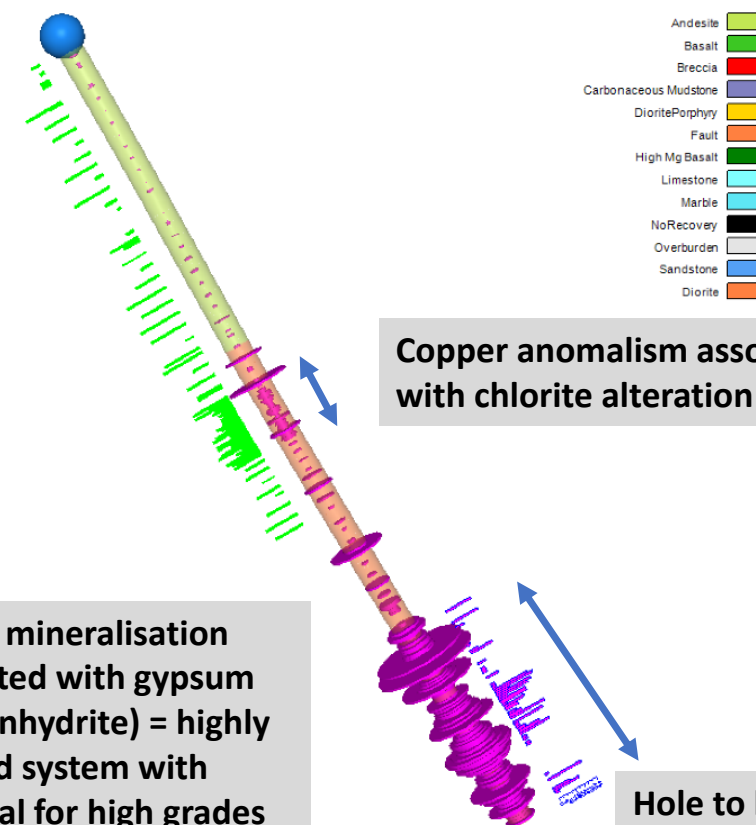 Andesite
Basalt
Breccia
Carbonaceous Mudstone
DioritePorphyry
Fault
High Mg Basalt
Limestone
Marble
NoRecovery
Overburden
Sandstone
Diorite
Copper anomalism asso
with chlorite alteration
mineralisation
ted with gypsum
nhydrite) = highly
d system with
al for high grades
Hole to